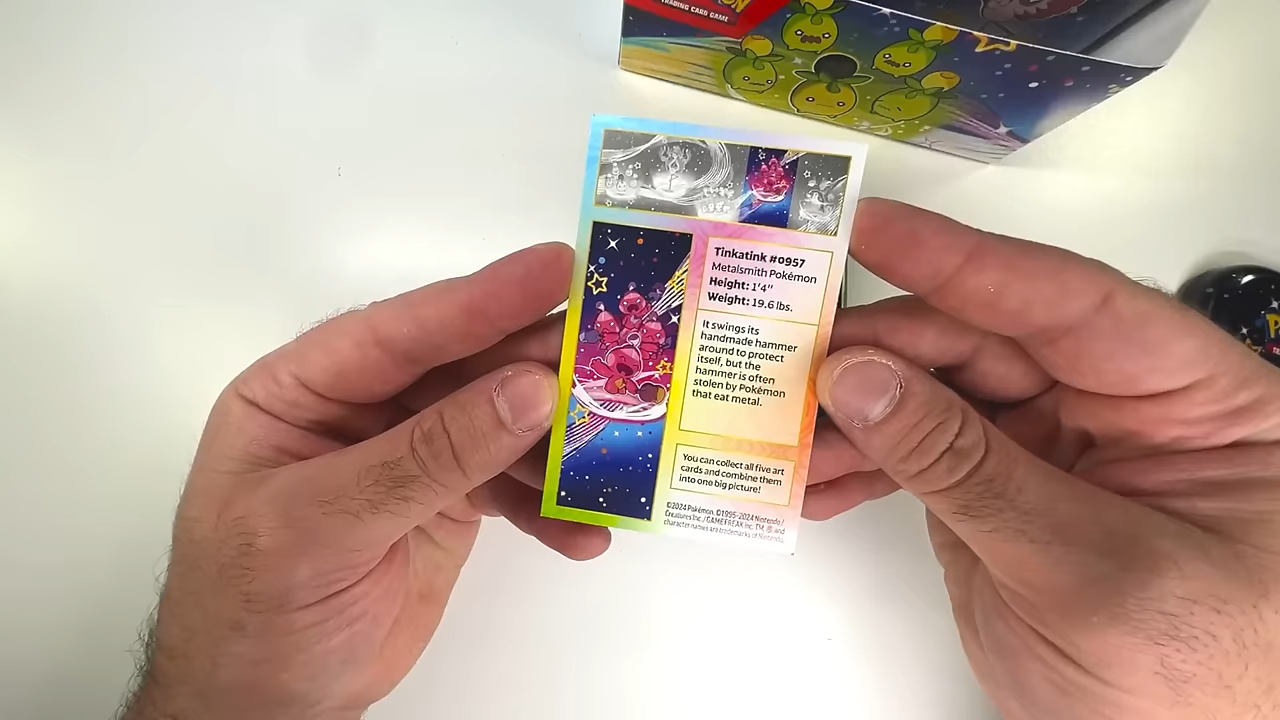 TRADING CARD GAME
Tinkatink #0957
Metalsmith Pokémon
Height: 1'4"
Weight: 19.6 lbs.
It swings its
handmade hammer
around to protect
itself, but the
hammer is often
stolen by Pokémon
that eat metal.
You can collect all five art
cards and combine them
into one big picture!
©2024 Pokémon. ©1995–2024 Nintendo /
Creatures Inc. / GAME FREAK inc. TM, ®, and
character names are trademarks of Nintendo.